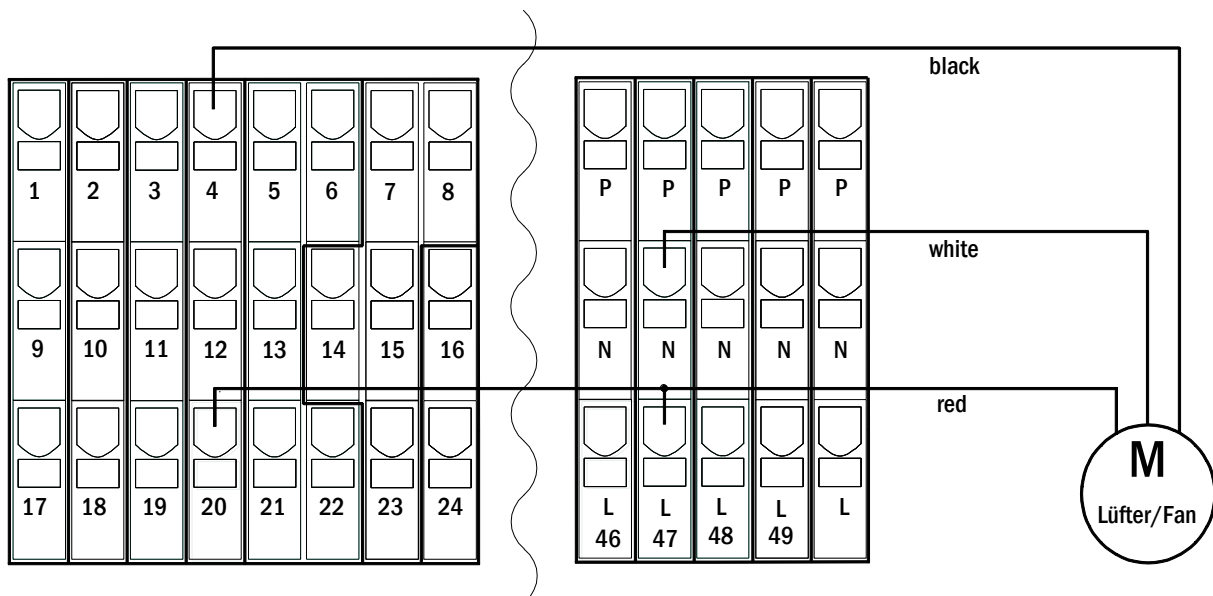 black
1 2 3 4 5 6 7 8
P P P P P
white
9 10 11 12 13 14 15 16
N N N N N
red
M
Lüfter/Fan
17 18 19 20 21 22 23 24
L L L L L
46 47 48 49